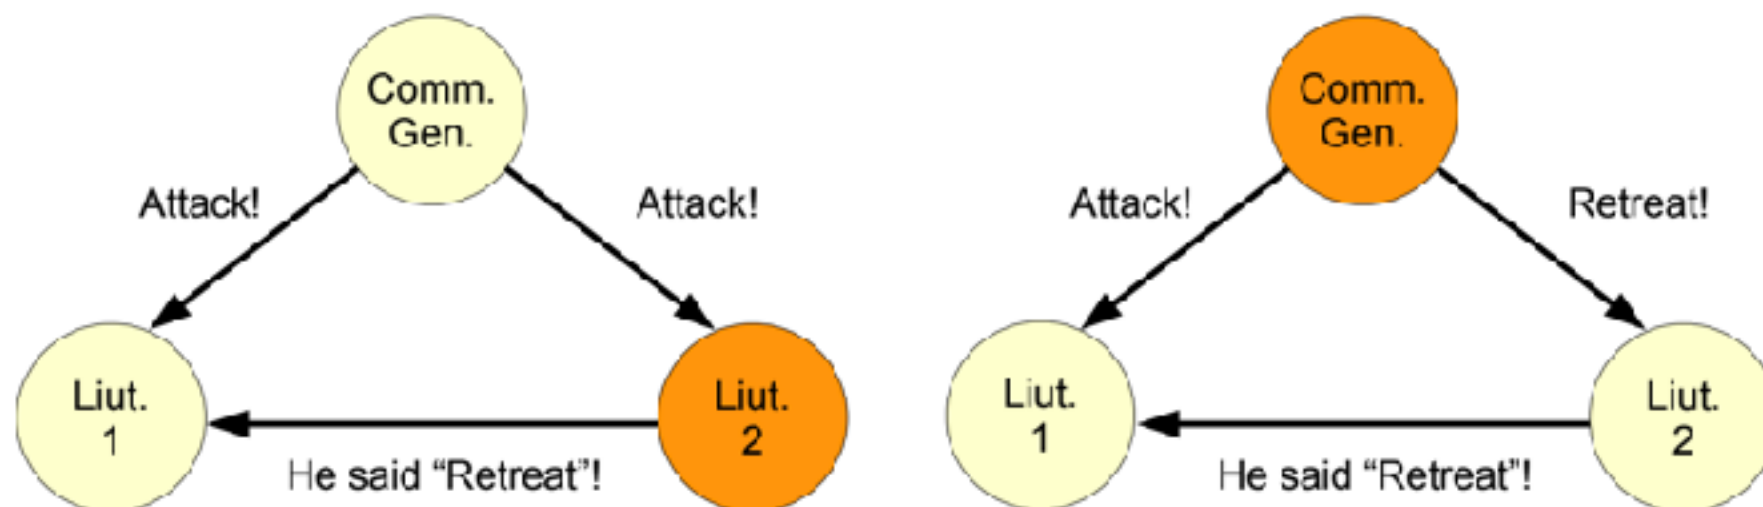 Comm.
Gen.
Attack!
Attack!
Liut.
1
Liut.
2
He said “Retreat”!
Comm.
Gen.
Attack!
Retreat!
Liut.
1
Liut.
2
He said “Retreat”!